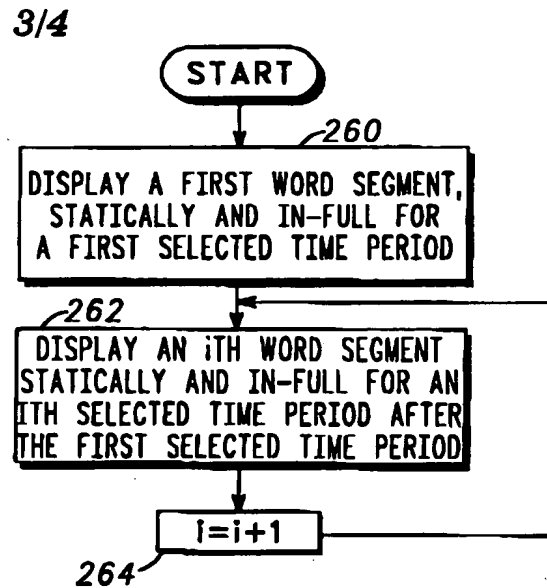 3/4
START
260
DISPLAY A FIRST WORD SEGMENT,
STATICALLY AND IN-FULL FOR
A FIRST SELECTED TIME PERIOD
262
DISPLAY AN iTH WORD SEGMENT
STATICALLY AND IN-FULL FOR AN
ITH SELECTED TIME PERIOD AFTER
THE FIRST SELECTED TIME PERIOD
i=i+1
264